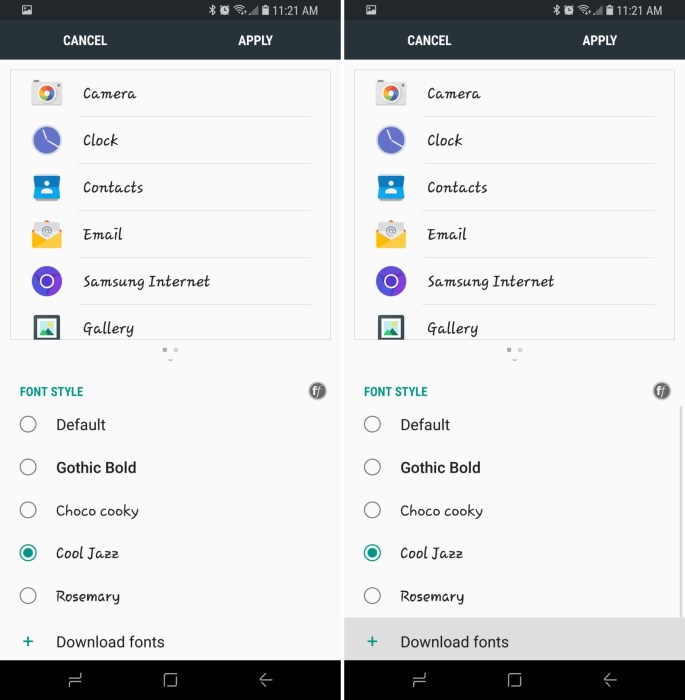 11:21 AM
CANCEL APPLY
Camera
Clock
Contacts
Email
Samsung Internet
Gallery
FONT STYLE
Default
Gothic Bold
Choco cooky
Cool Jazz
Rosemary
+ Download fonts
11:21 AM
CANCEL APPLY
Camera
Clock
Contacts
Email
Samsung Internet
Gallery
FONT STYLE
Default
Gothic Bold
Choco cooky
Cool Jazz
Rosemary
+ Download fonts